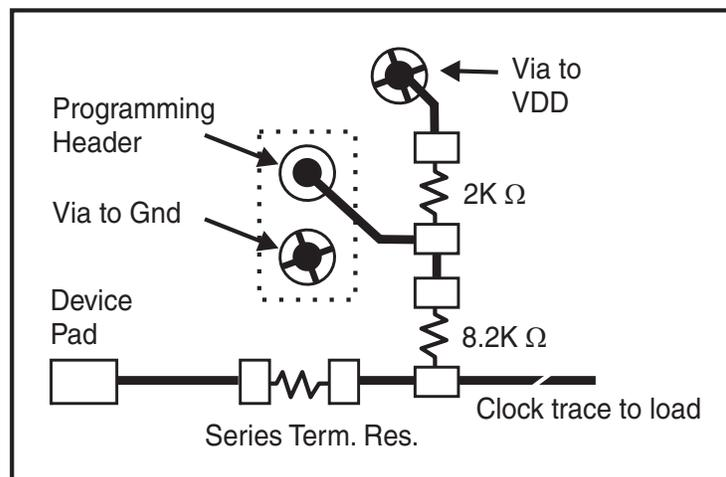 Via to
VDD
Programming
Header
2K Ω
Via to Gnd
Device
Pad
8.2K Ω
Clock trace to load
Series Term. Res.